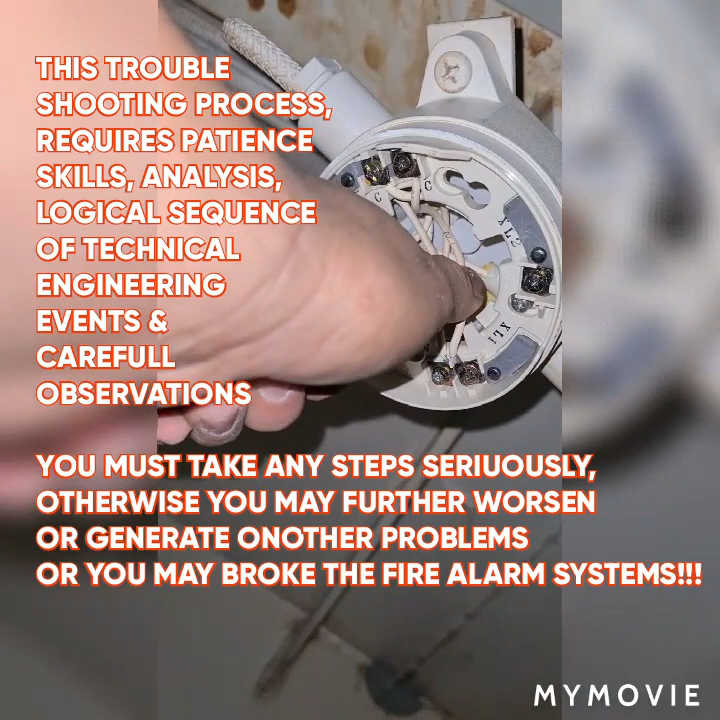 THIS TROUBLE
SHOOTING PROCESS,
REQUIRES PATIENCE
SKILLS, ANALYSIS,
LOGICAL SEQUENCE
OF TECHNICAL
ENGINEERING
EVENTS &
CAREFULL
OBSERVATIONS
C
C
XL2
XL1
YOU MUST TAKE ANY STEPS SERIUOUSLY,
OTHERWISE YOU MAY FURTHER WORSEN
OR GENERATE ONOTHER PROBLEMS
OR YOU MAY BROKE THE FIRE ALARM SYSTEMS!!!
MYMOVIE